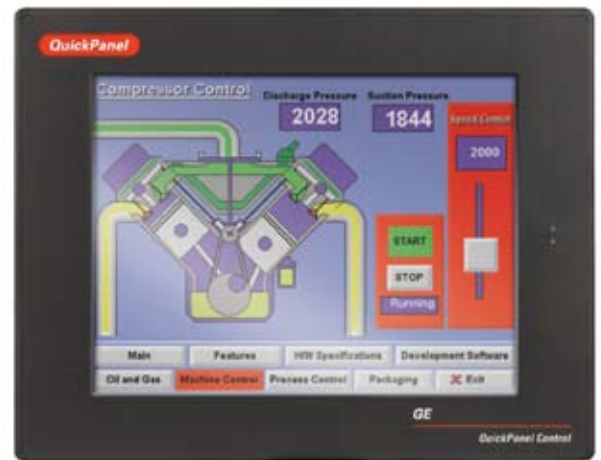 QuickPanel
Compressor Control
Discharge Pressure
Suction Pressure
2028
1844
Speed Control
2000
START
STOP
Running
Main
Features
H/W Specifications
Development Software
Oil and Gas
Machine Control
Process Control
Packaging
X Exit
GE
QuickPanel Control